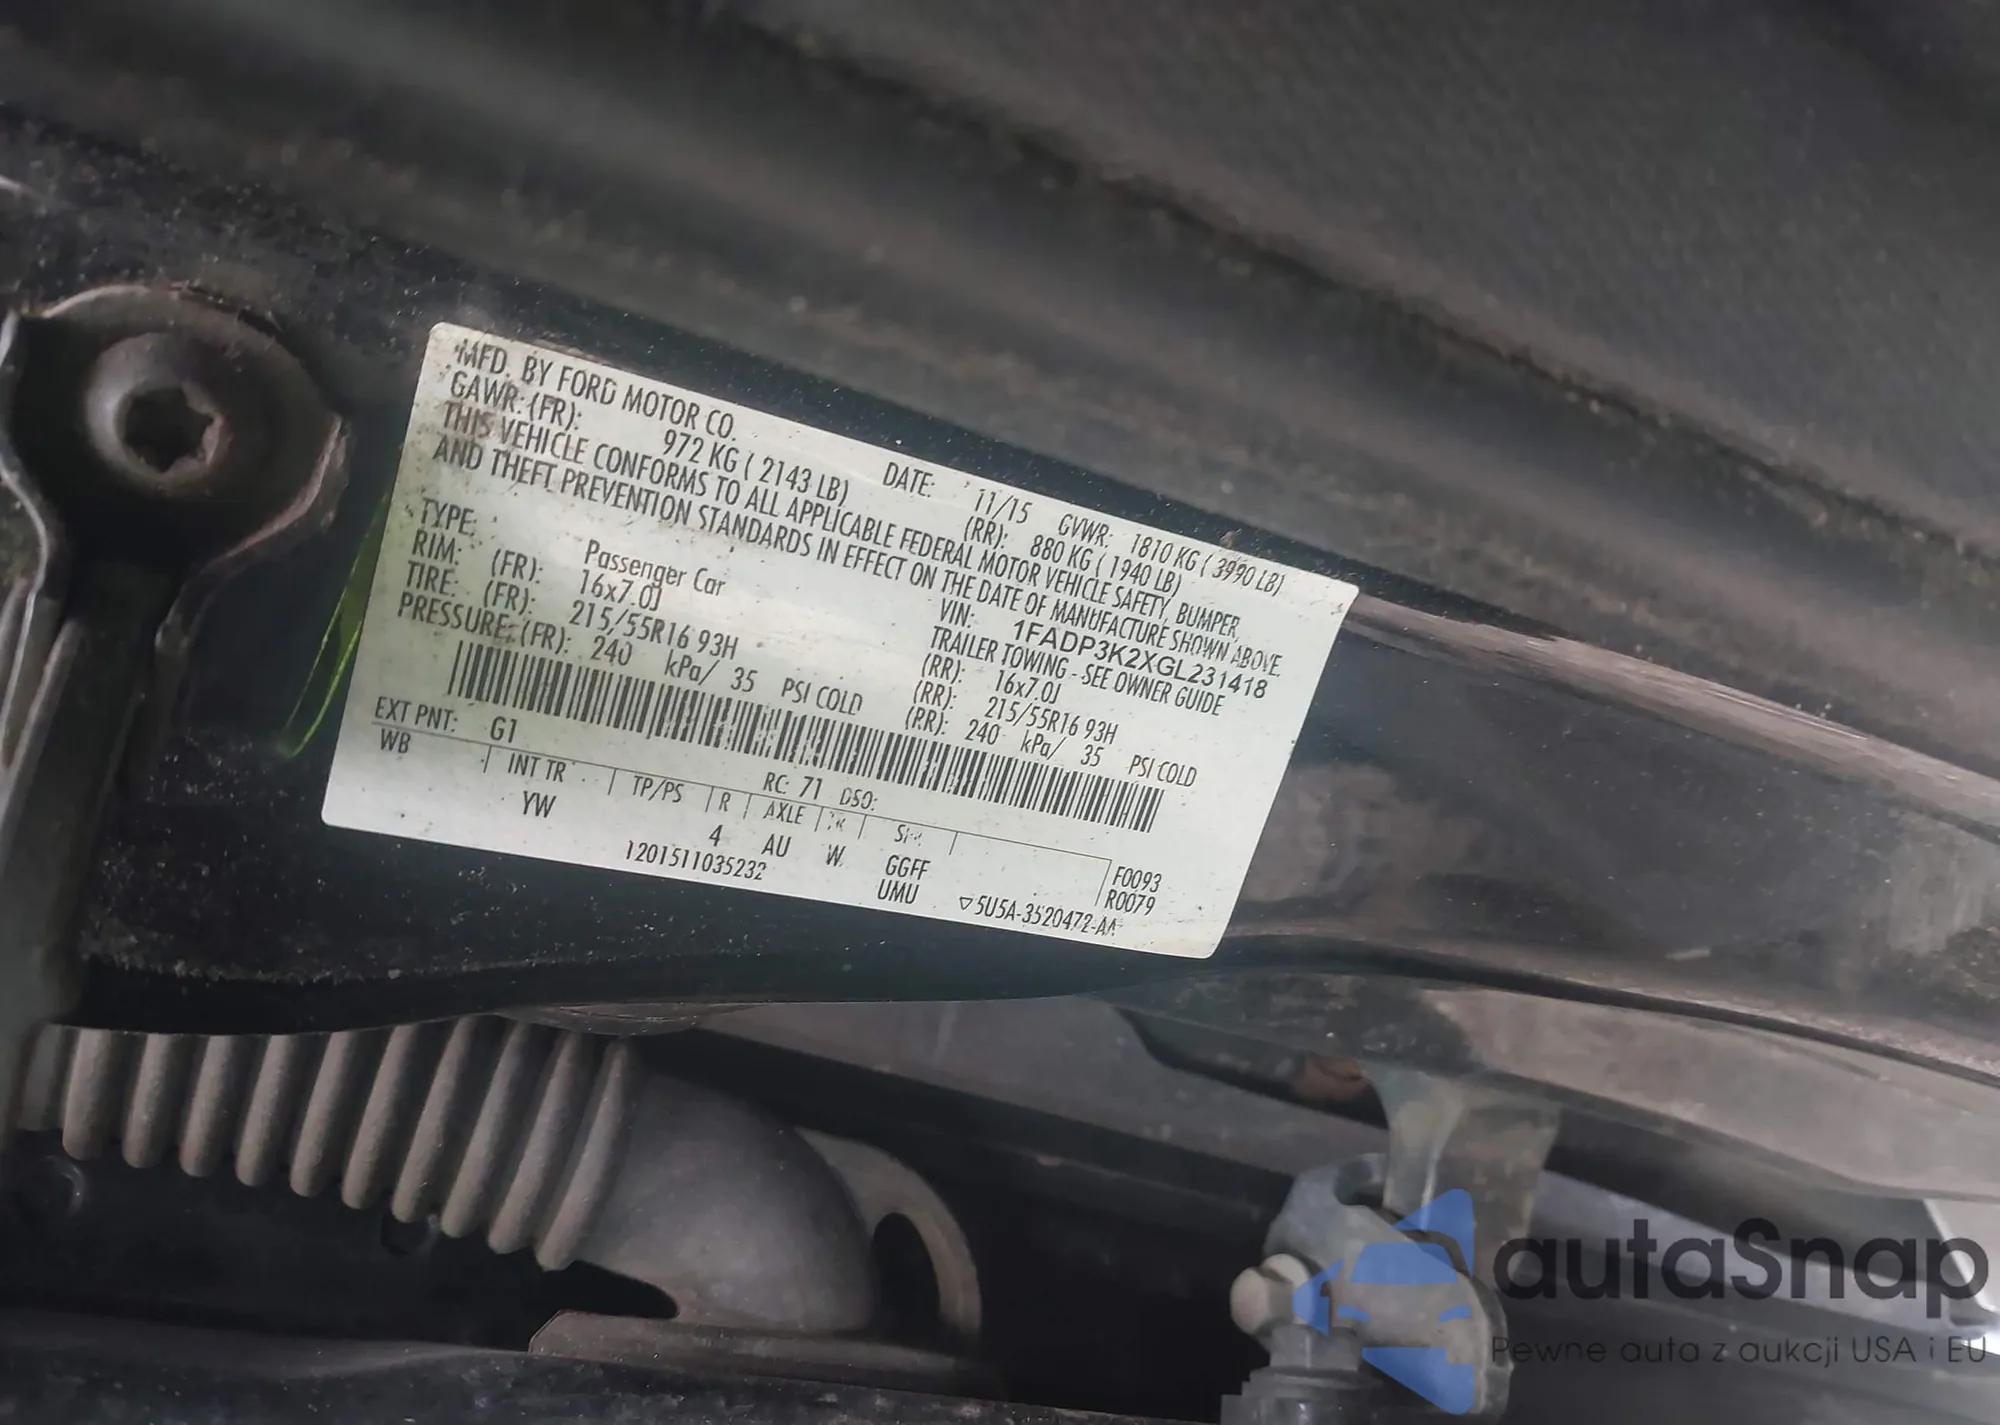 MFD. BY FORD MOTOR CO. DATE: 11/15 GVWR: 1810 KG ( 3990 LB)
GAWR: (FR): 972 KG ( 2143 LB) (RR): 880 KG ( 1940 LB)
THIS VEHICLE CONFORMS TO ALL APPLICABLE FEDERAL MOTOR VEHICLE SAFETY, BUMPER,
AND THEFT PREVENTION STANDARDS IN EFFECT ON THE DATE OF MANUFACTURE SHOWN ABOVE.
VIN: 1FADP3K2XGL231418
TYPE: Passenger Car TRAILER TOWING - SEE OWNER GUIDE
RIM: (FR): 16x7.0J (RR): 16x7.0J
TIRE: (FR): 215/55R16 93H (RR): 215/55R16 93H
PRESSURE: (FR): 240 kPa/ 35 PSI COLD (RR): 240 kPa/ 35 PSI COLD
EXT PNT: G1 RC: 71 DSO:
WB INT TR TP/PS R AXLE TR SPR F0093
YW 4 AU W GGFF R0079
1201511035232 UMU ▽5U5A-3520472-AA
autaSnap
Pewne auta z aukcji USA i EU